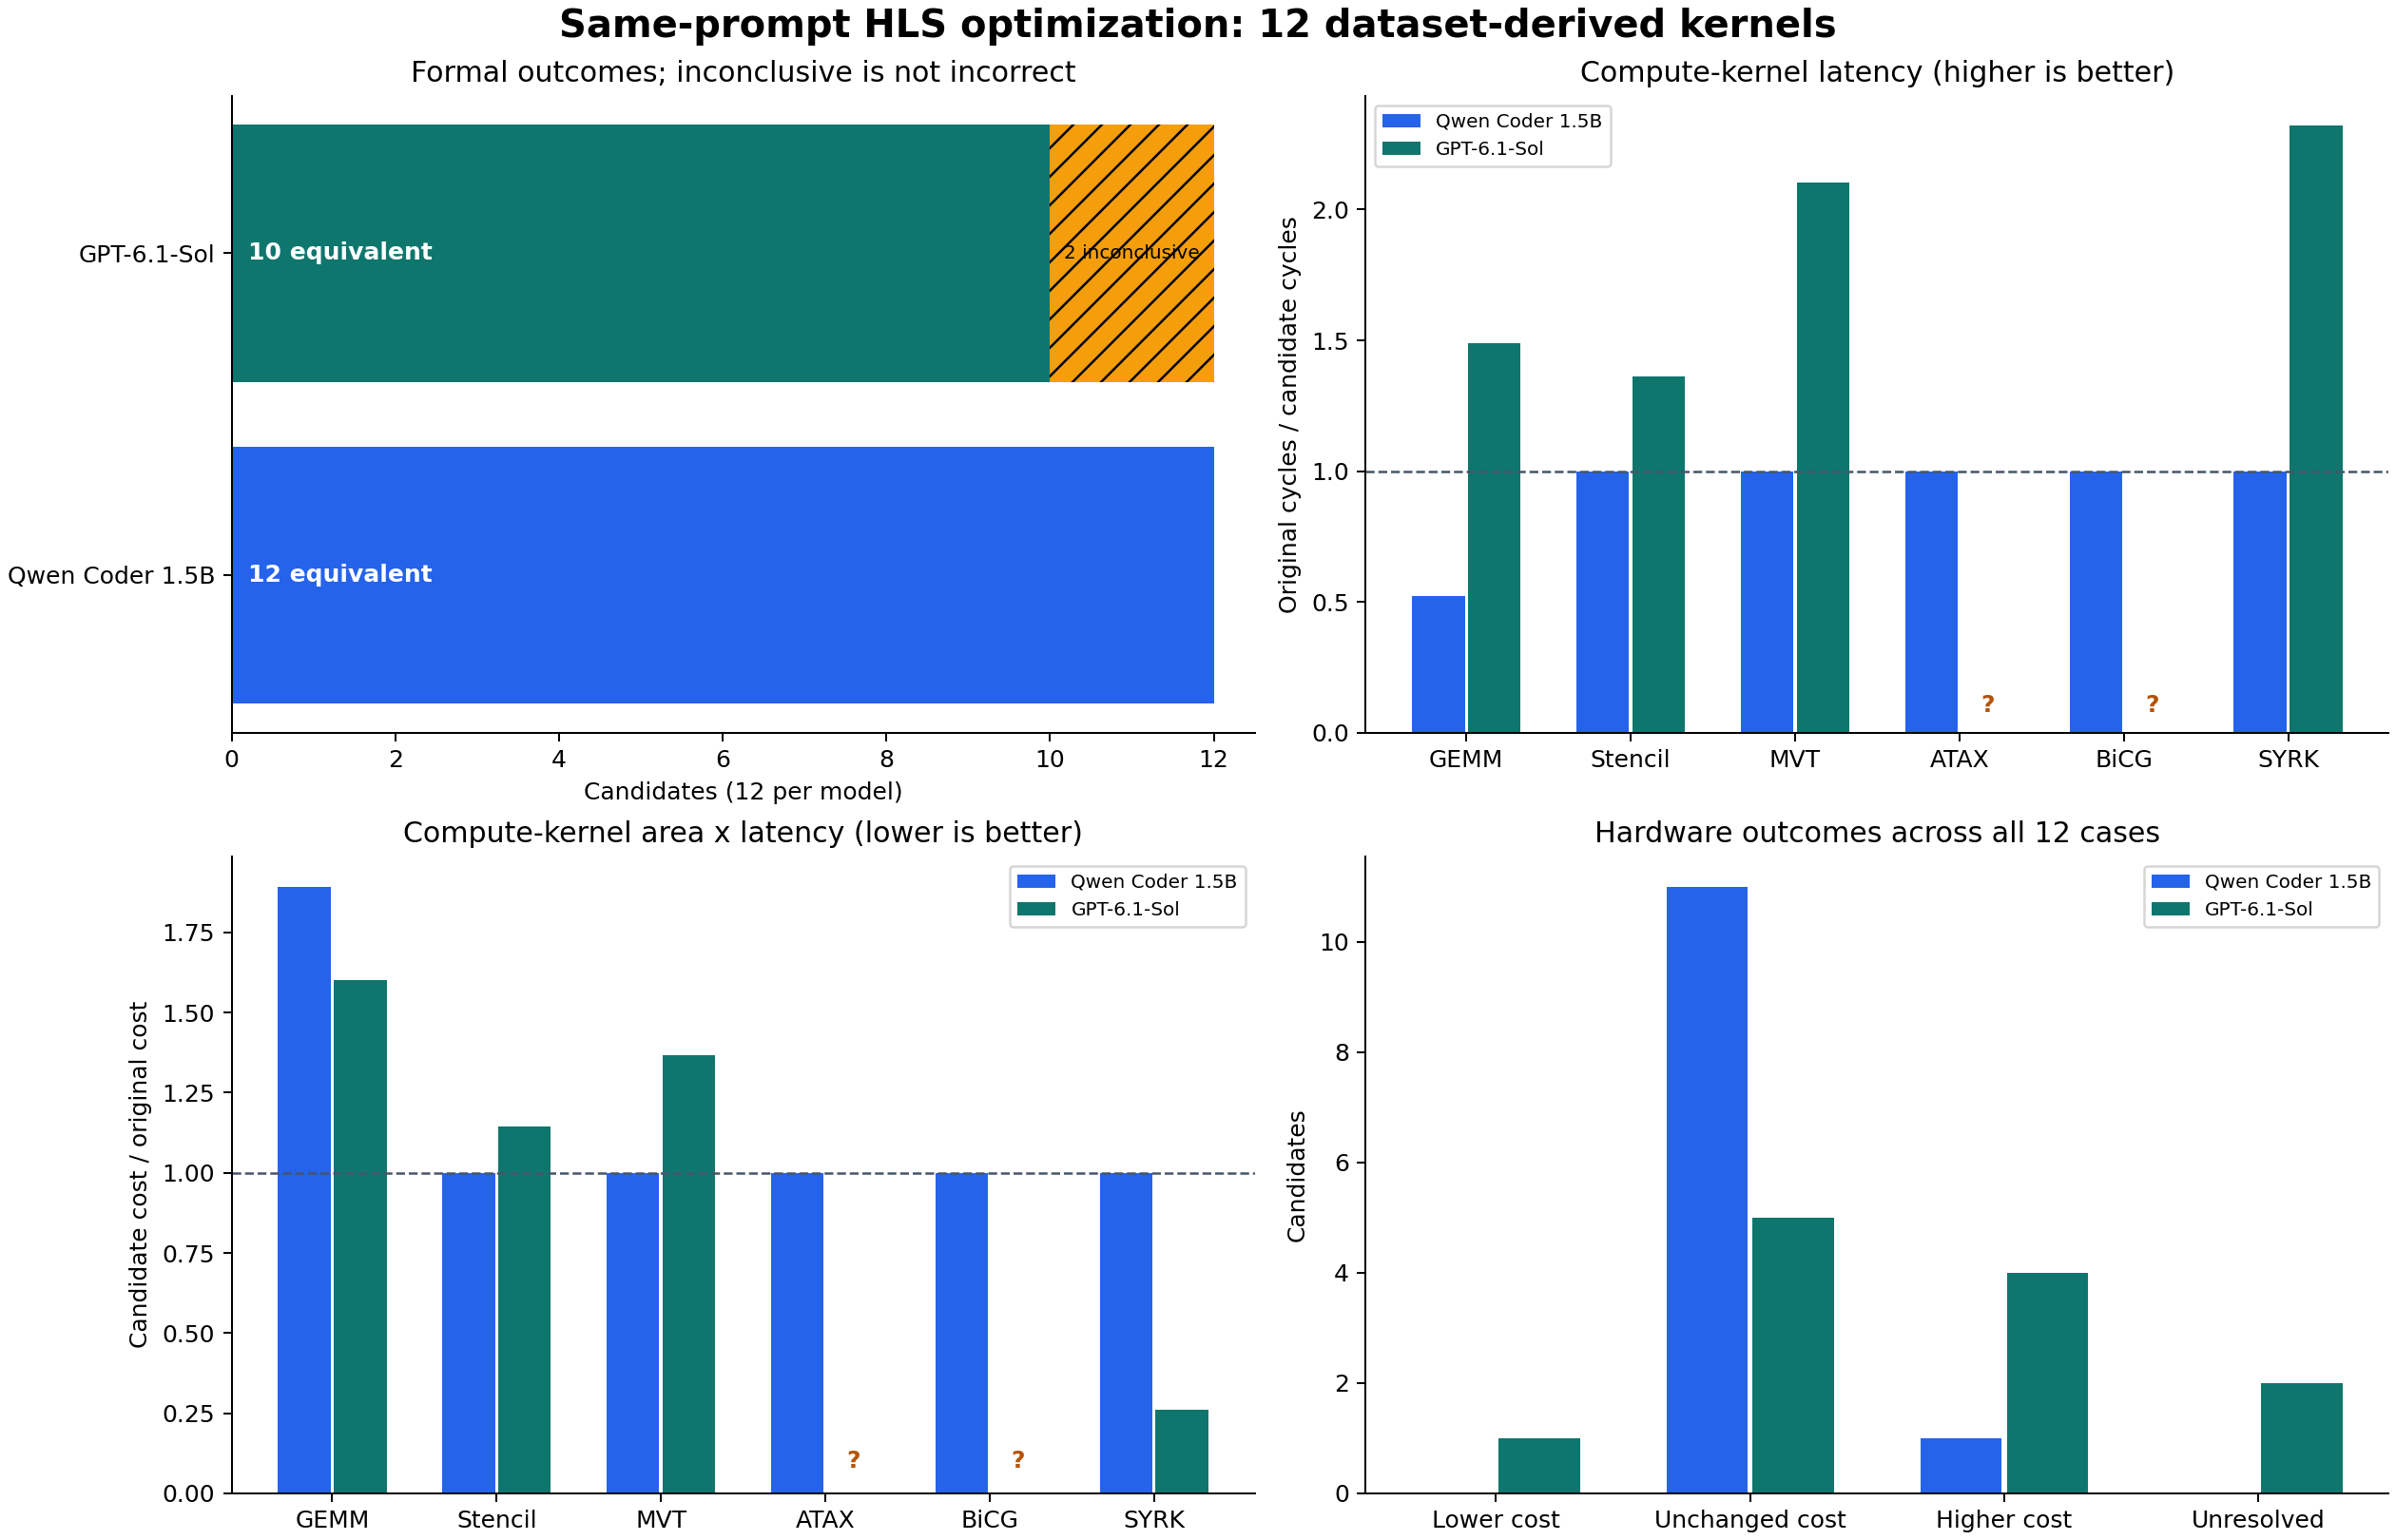 Same-prompt HLS optimization: 12 dataset-derived kernels
Formal outcomes; inconclusive is not incorrect
GPT-6.1-Sol
10 equivalent
2 inconclusive
Qwen Coder 1.5B
12 equivalent
0 2 4 6 8 10 12
Candidates (12 per model)
Compute-kernel latency (higher is better)
Qwen Coder 1.5B
GPT-6.1-Sol
Original cycles / candidate cycles
2.0
1.5
1.0
0.5
0.0
? ?
GEMM Stencil MVT ATAX BiCG SYRK
Compute-kernel area x latency (lower is better)
Qwen Coder 1.5B
GPT-6.1-Sol
Candidate cost / original cost
1.75
1.50
1.25
1.00
0.75
0.50
0.25
0.00
? ?
GEMM Stencil MVT ATAX BiCG SYRK
Hardware outcomes across all 12 cases
Qwen Coder 1.5B
GPT-6.1-Sol
Candidates
10
8
6
4
2
0
Lower cost Unchanged cost Higher cost Unresolved